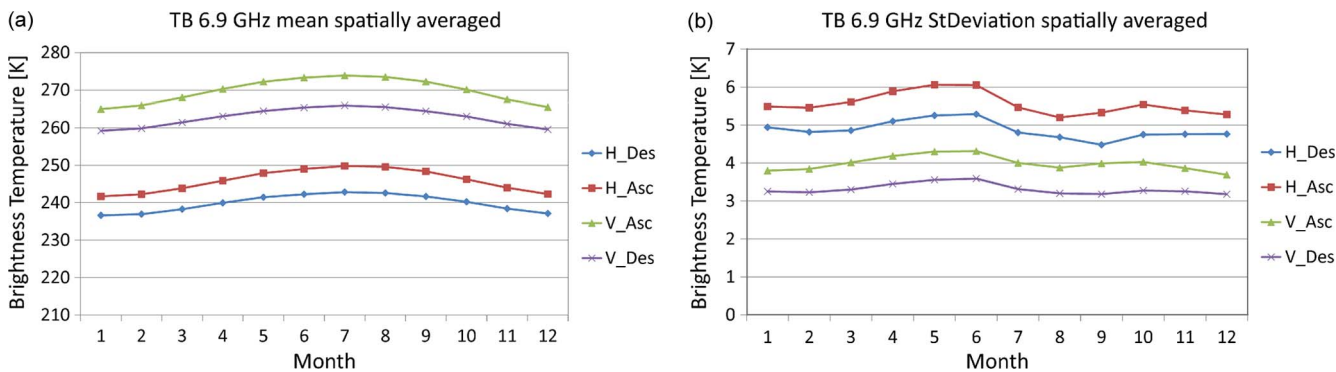 (a)
TB 6.9 GHz mean spatially averaged
Brightness Temperature [K]
280
270
260
250
240
230
220
210
1 2 3 4 5 6 7 8 9 10 11 12
Month
H_Des
H_Asc
V_Asc
V_Des
(b)
TB 6.9 GHz StDeviation spatially averaged
Brightness Temperature [K]
7
6
5
4
3
2
1
0
1 2 3 4 5 6 7 8 9 10 11 12
Month
H_Des
H_Asc
V_Asc
V_Des